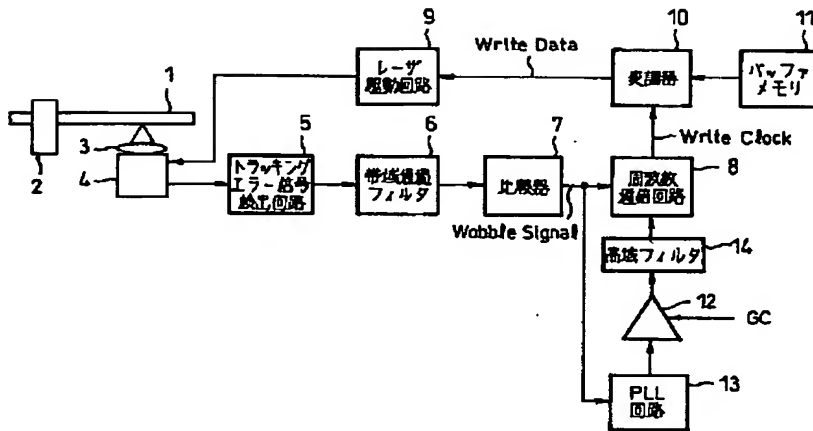 9
10
11
Write Data
レーザ
駆動回路
変調器
バッファ
メモリ
1
Write Clock
3
5
6
7
8
2
4
トラッキング
エラー信号
検出回路
帯域通過
フィルタ
比較器
周波数
逓倍回路
Wobble Signal
高域フィルタ
14
12
GC
PLL
回路
13